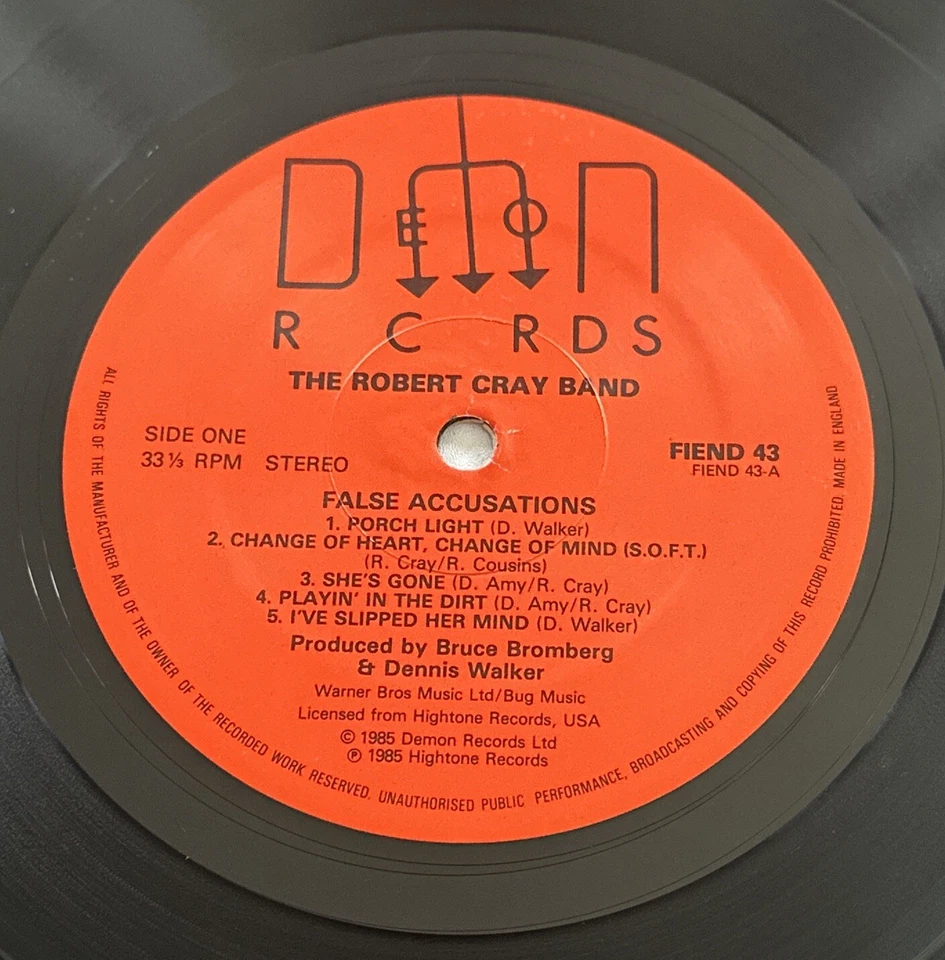 DEMON
R C RDS
THE ROBERT CRAY BAND
SIDE ONE
33⅓ RPM STEREO
FIEND 43
FIEND 43-A
FALSE ACCUSATIONS
1. PORCH LIGHT (D. Walker)
2. CHANGE OF HEART, CHANGE OF MIND (S.O.F.T.)
(R. Cray/R. Cousins)
3. SHE'S GONE (D. Amy/R. Cray)
4. PLAYIN' IN THE DIRT (D. Amy/R. Cray)
5. I'VE SLIPPED HER MIND (D. Walker)
Produced by Bruce Bromberg
& Dennis Walker
Warner Bros Music Ltd/Bug Music
Licensed from Hightone Records, USA
© 1985 Demon Records Ltd
℗ 1985 Hightone Records
ALL RIGHTS OF THE MANUFACTURER AND OF THE OWNER OF THE RECORDED WORK RESERVED. UNAUTHORISED PUBLIC PERFORMANCE, BROADCASTING AND COPYING OF THIS RECORD PROHIBITED. MADE IN ENGLAND